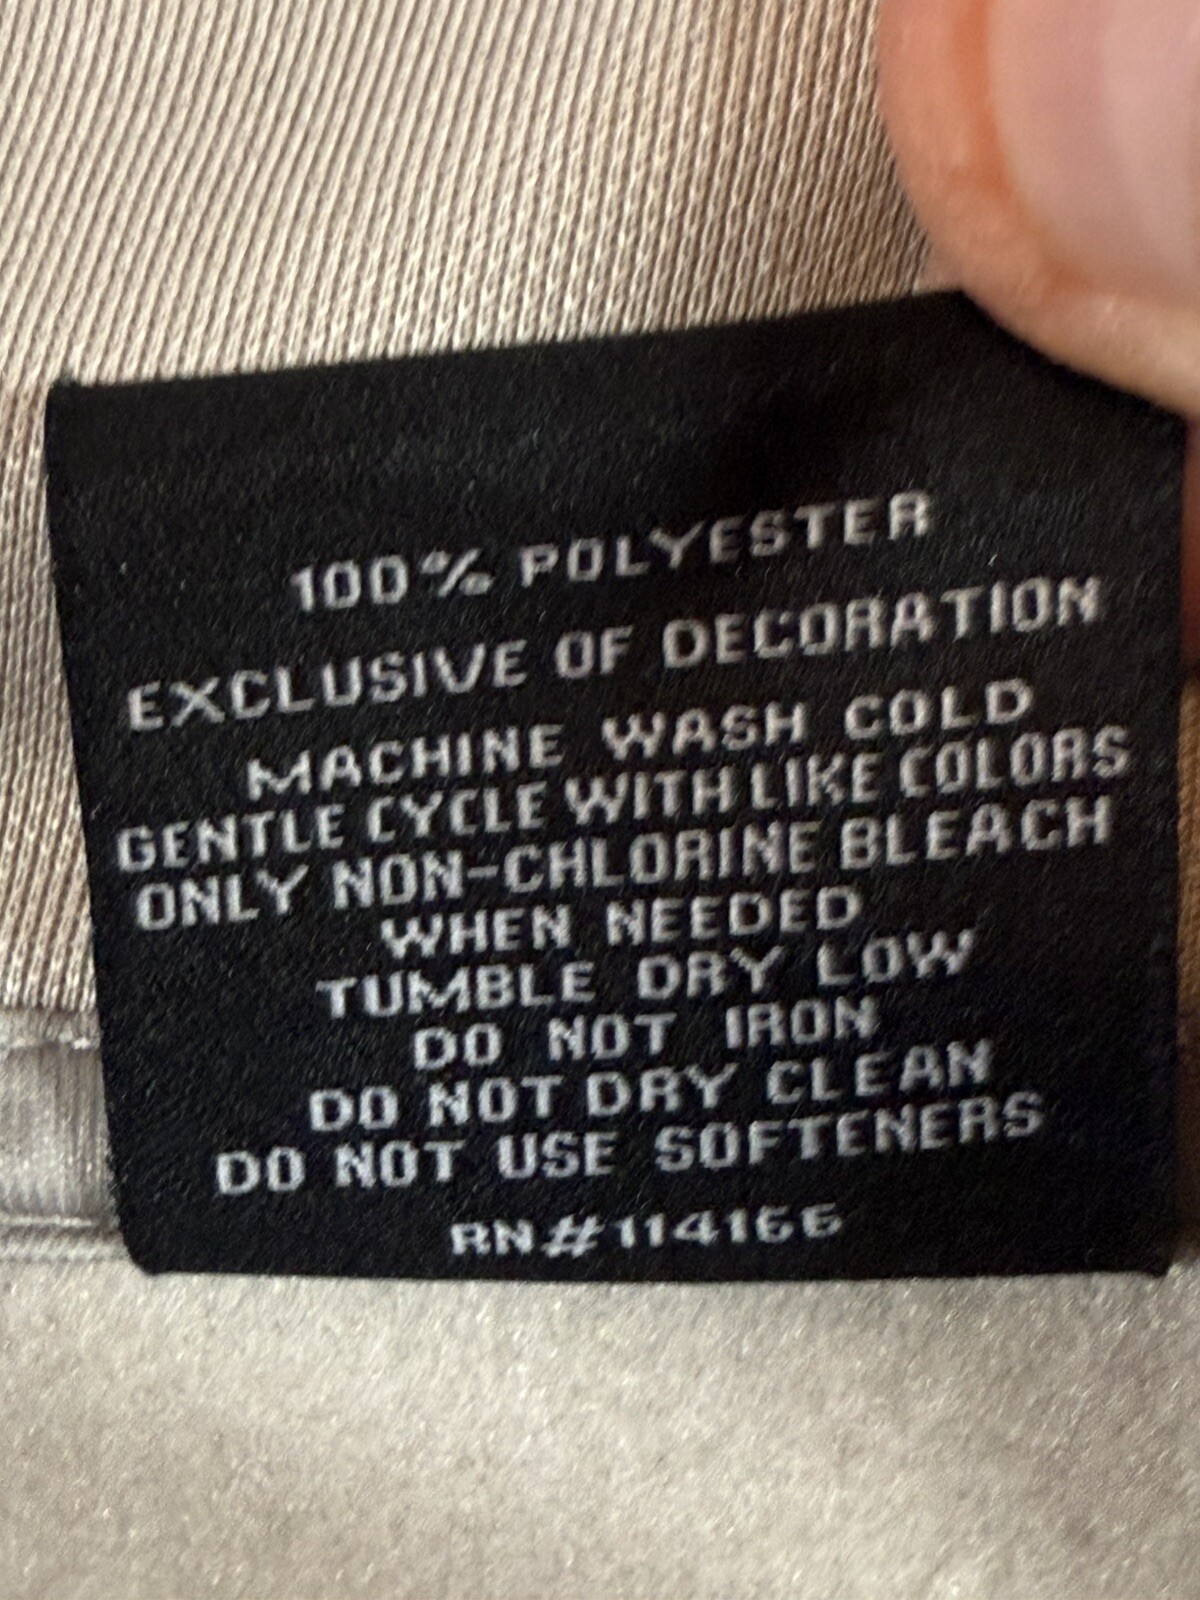 100% POLYESTER
EXCLUSIVE OF DECORATION
MACHINE WASH COLD
GENTLE CYCLE WITH LIKE COLORS
ONLY NON-CHLORINE BLEACH
WHEN NEEDED
TUMBLE DRY LOW
DO NOT IRON
DO NOT DRY CLEAN
DO NOT USE SOFTENERS
RN#114166